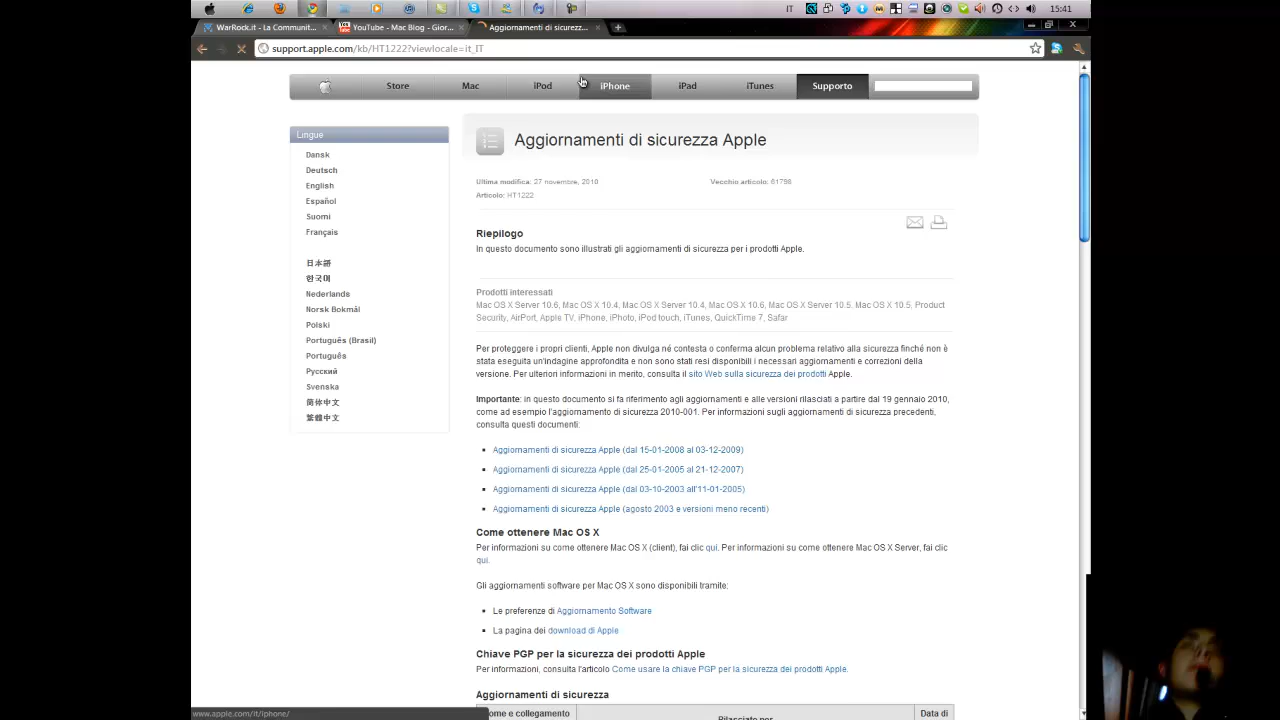 IT
15:41
WarRock.it - La Communit...
YouTube - Mac Blog - Gior...
Aggiornamenti di sicurezz...
support.apple.com/kb/HT1222?viewlocale=it_IT
Store Mac iPod iPhone iPad iTunes Supporto
Lingue
Dansk
Deutsch
English
Español
Suomi
Français
日本語
한국어
Nederlands
Norsk Bokmål
Polski
Português (Brasil)
Português
Русский
Svenska
简体中文
繁體中文
Aggiornamenti di sicurezza Apple
Ultima modifica: 27 novembre, 2010
Vecchio articolo: 61798
Articolo: HT1222
Riepilogo
In questo documento sono illustrati gli aggiornamenti di sicurezza per i prodotti Apple.
Prodotti interessati
Mac OS X Server 10.6, Mac OS X 10.4, Mac OS X Server 10.4, Mac OS X 10.6, Mac OS X Server 10.5, Mac OS X 10.5, Product
Security, AirPort, Apple TV, iPhone, iPhoto, iPod touch, iTunes, QuickTime 7, Safar
Per proteggere i propri clienti, Apple non divulga né contesta o conferma alcun problema relativo alla sicurezza finché non è
stata eseguita un'indagine approfondita e non sono stati resi disponibili i necessari aggiornamenti e correzioni della
versione. Per ulteriori informazioni in merito, consulta il sito Web sulla sicurezza dei prodotti Apple.
Importante: in questo documento si fa riferimento agli aggiornamenti e alle versioni rilasciati a partire dal 19 gennaio 2010,
come ad esempio l'aggiornamento di sicurezza 2010-001. Per informazioni sugli aggiornamenti di sicurezza precedenti,
consulta questi documenti:
Aggiornamenti di sicurezza Apple (dal 15-01-2008 al 03-12-2009)
Aggiornamenti di sicurezza Apple (dal 25-01-2005 al 21-12-2007)
Aggiornamenti di sicurezza Apple (dal 03-10-2003 all'11-01-2005)
Aggiornamenti di sicurezza Apple (agosto 2003 e versioni meno recenti)
Come ottenere Mac OS X
Per informazioni su come ottenere Mac OS X (client), fai clic qui. Per informazioni su come ottenere Mac OS X Server, fai clic
qui.
Gli aggiornamenti software per Mac OS X sono disponibili tramite:
Le preferenze di Aggiornamento Software
La pagina dei download di Apple
Chiave PGP per la sicurezza dei prodotti Apple
Per informazioni, consulta l'articolo Come usare la chiave PGP per la sicurezza dei prodotti Apple.
Aggiornamenti di sicurezza
ome e collegamento
Rilasciato per
Data di
www.apple.com/it/iphone/